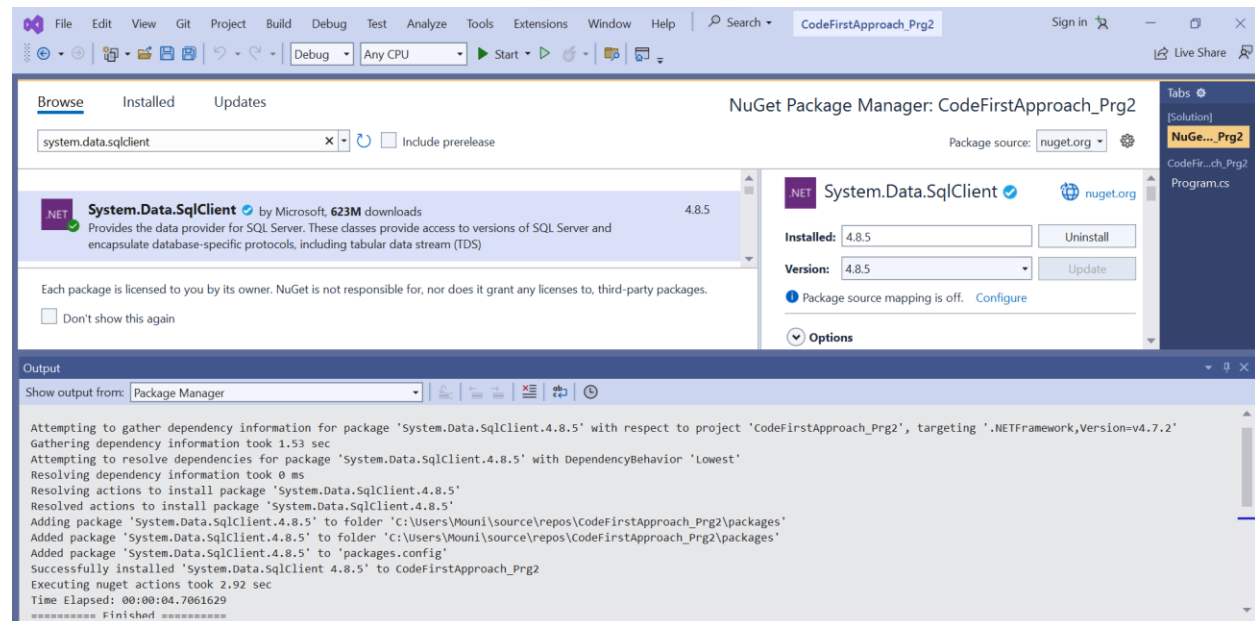 File Edit View Git Project Build Debug Test Analyze Tools Extensions Window Help Search CodeFirstApproach_Prg2 Sign in
Debug Any CPU Start Live Share
Browse Installed Updates NuGet Package Manager: CodeFirstApproach_Prg2
system.data.sqlclient Include prerelease Package source: nuget.org
.NET System.Data.SqlClient by Microsoft, 623M downloads 4.8.5
Provides the data provider for SQL Server. These classes provide access to versions of SQL Server and
encapsulate database-specific protocols, including tabular data stream (TDS)
Each package is licensed to you by its owner. NuGet is not responsible for, nor does it grant any licenses to, third-party packages.
Don't show this again
.NET System.Data.SqlClient nuget.org
Installed: 4.8.5 Uninstall
Version: 4.8.5 Update
Package source mapping is off. Configure
Options
Tabs
[Solution]
NuGe..._Prg2
CodeFir...ch_Prg2
Program.cs
Output
Show output from: Package Manager
Attempting to gather dependency information for package 'System.Data.SqlClient.4.8.5' with respect to project 'CodeFirstApproach_Prg2', targeting '.NETFramework,Version=v4.7.2'
Gathering dependency information took 1.53 sec
Attempting to resolve dependencies for package 'System.Data.SqlClient.4.8.5' with DependencyBehavior 'Lowest'
Resolving dependency information took 0 ms
Resolving actions to install package 'System.Data.SqlClient.4.8.5'
Resolved actions to install package 'System.Data.SqlClient.4.8.5'
Adding package 'System.Data.SqlClient.4.8.5' to folder 'C:\Users\Mouni\source\repos\CodeFirstApproach_Prg2\packages'
Added package 'System.Data.SqlClient.4.8.5' to folder 'C:\Users\Mouni\source\repos\CodeFirstApproach_Prg2\packages'
Added package 'System.Data.SqlClient.4.8.5' to 'packages.config'
Successfully installed 'System.Data.SqlClient 4.8.5' to CodeFirstApproach_Prg2
Executing nuget actions took 2.92 sec
Time Elapsed: 00:00:04.7061629
========== Finished ==========